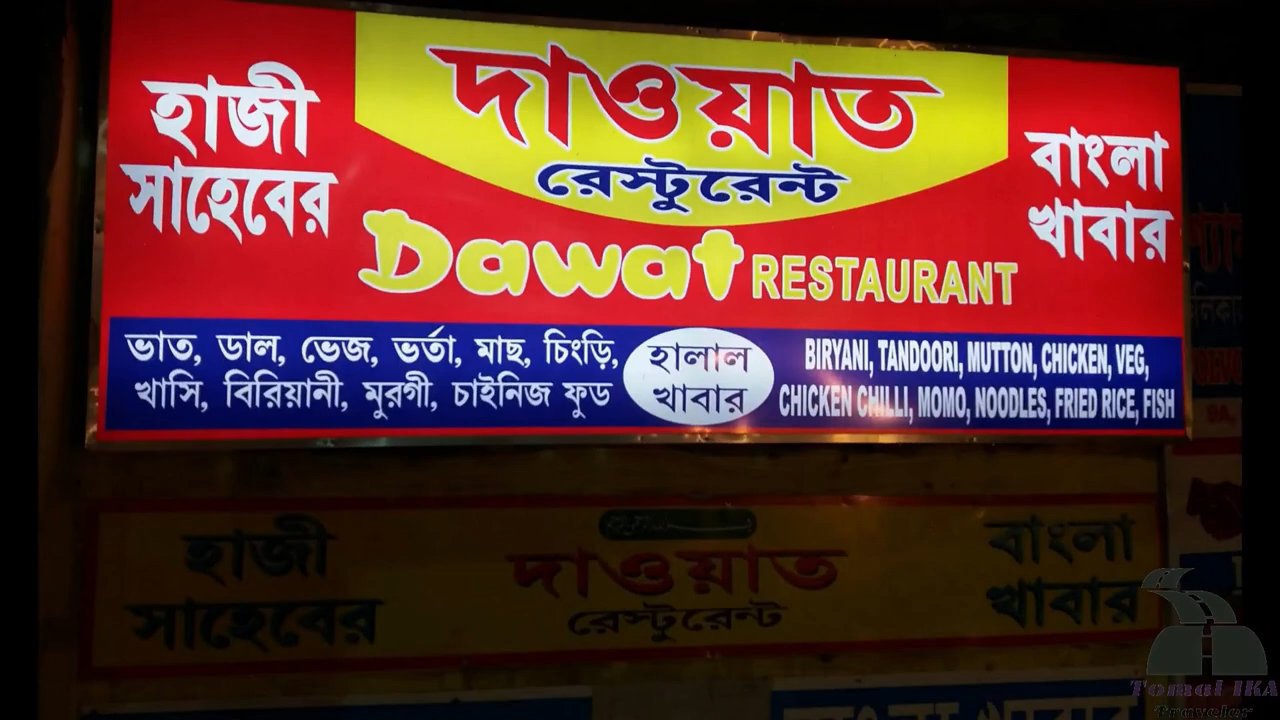 হাজী
সাহেবের
দাওয়াত
রেস্টুরেন্ট
বাংলা
খাবার
Dawat RESTAURANT
ভাত, ডাল, ভেজ, ভর্তা, মাছ, চিংড়ি,
খাসি, বিরিয়ানী, মুরগী, চাইনিজ ফুড
হালাল
খাবার
BIRYANI, TANDOORI, MUTTON, CHICKEN, VEG,
CHICKEN CHILLI, MOMO, NOODLES, FRIED RICE, FISH
হাজী
সাহেবের
দাওয়াত
রেস্টুরেন্ট
বাংলা
খাবার
Tomal IKA
Traveler